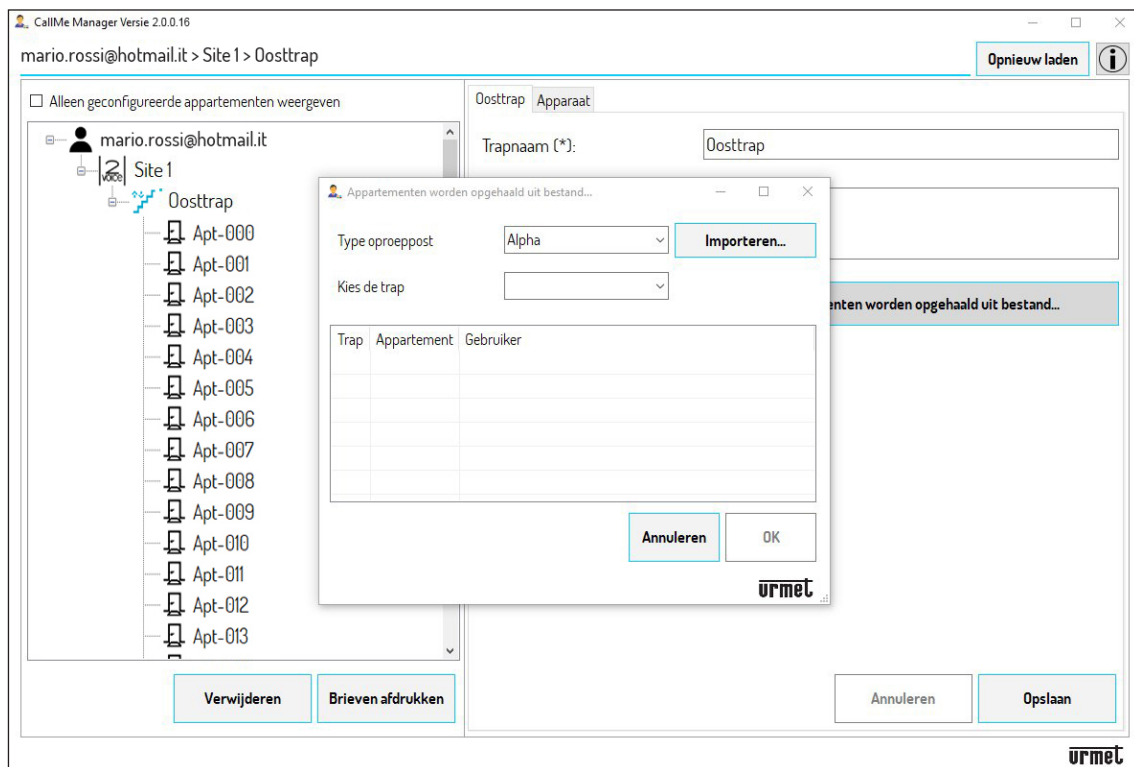 CallMe Manager Versie 2.0.0.16
mario.rossi@hotmail.it > Site 1 > Oosttrap
Opnieuw laden
Alleen geconfigureerde appartementen weergeven
mario.rossi@hotmail.it
2
VOICE
Site 1
Oosttrap
Apt-000
Apt-001
Apt-002
Apt-003
Apt-004
Apt-005
Apt-006
Apt-007
Apt-008
Apt-009
Apt-010
Apt-011
Apt-012
Apt-013
Verwijderen
Brieven afdrukken
Oosttrap Apparaat
Trapnaam (*):
Oosttrap
enten worden opgehaald uit bestand...
Appartementen worden opgehaald uit bestand...
Type oproeppost
Alpha
Importeren...
Kies de trap
Trap Appartement Gebruiker
Annuleren
OK
urmet
Annuleren
Opslaan
urmet